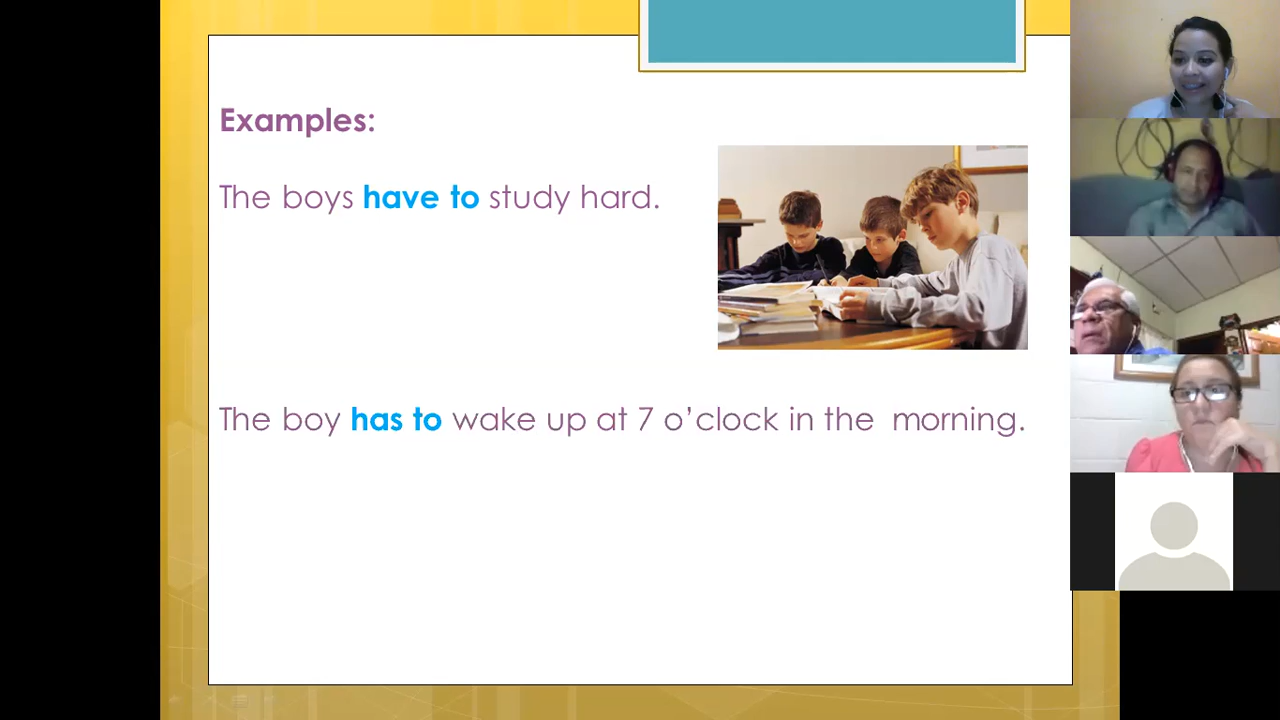 Examples:
The boys have to study hard.
The boy has to wake up at 7 o’clock in the morning.